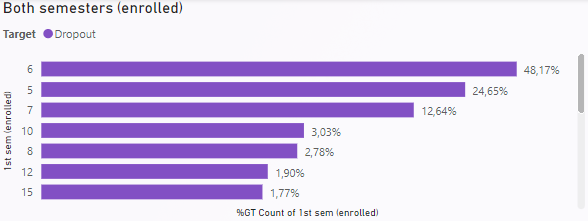 Both semesters (enrolled)
Target Dropout
1st sem (enrolled)
6 48,17%
5 24,65%
7 12,64%
10 3,03%
8 2,78%
12 1,90%
15 1,77%
%GT Count of 1st sem (enrolled)